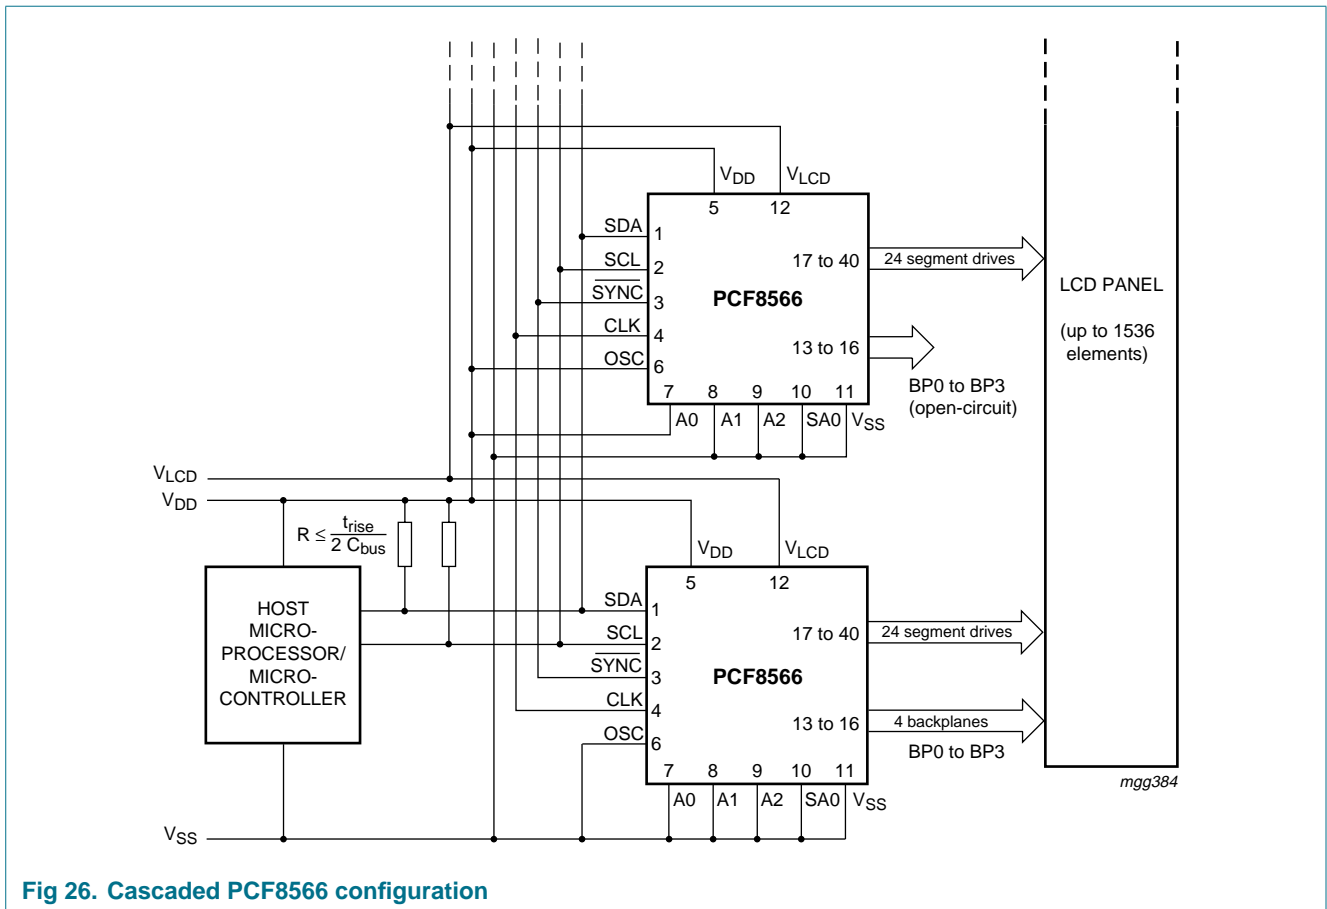 VDD
VLCD
5
12
SDA
1
SCL
2
SYNC
3
CLK
4
OSC
6
PCF8566
17 to 40
24 segment drives
13 to 16
BP0 to BP3
(open-circuit)
7
8
9
10
11
A0
A1
A2
SA0
VSS
LCD PANEL
(up to 1536
elements)
VLCD
VDD
R ≤ trise
2 Cbus
HOST
MICRO-
PROCESSOR/
MICRO-
CONTROLLER
VDD
VLCD
5
12
SDA
1
SCL
2
SYNC
3
CLK
4
OSC
6
PCF8566
17 to 40
24 segment drives
13 to 16
4 backplanes
BP0 to BP3
7
8
9
10
11
A0
A1
A2
SA0
VSS
VSS
mgg384
Fig 26. Cascaded PCF8566 configuration